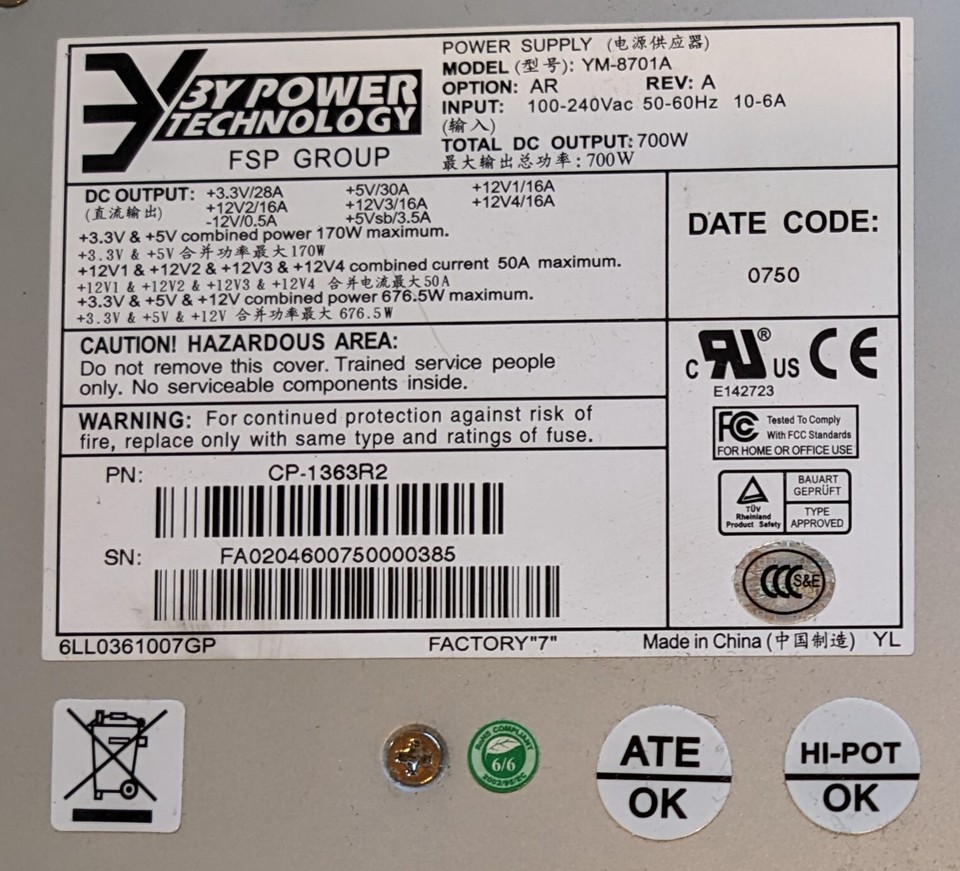 3Y POWER
TECHNOLOGY
FSP GROUP
POWER SUPPLY (电源供应器)
MODEL (型号): YM-8701A
OPTION: AR REV: A
INPUT: 100-240Vac 50-60Hz 10-6A
(输入)
TOTAL DC OUTPUT: 700W
最大输出总功率: 700W
DC OUTPUT: +3.3V/28A +5V/30A +12V1/16A
(直流输出) +12V2/16A +12V3/16A +12V4/16A
-12V/0.5A +5Vsb/3.5A
+3.3V & +5V combined power 170W maximum.
+3.3V & +5V 合并功率最大170W
+12V1 & +12V2 & +12V3 & +12V4 combined current 50A maximum.
+12V1 & +12V2 & +12V3 & +12V4 合并电流最大50A
+3.3V & +5V & +12V combined power 676.5W maximum.
+3.3V & +5V & +12V 合并功率最大 676.5W
DATE CODE:
0750
CAUTION! HAZARDOUS AREA:
Do not remove this cover. Trained service people
only. No serviceable components inside.
WARNING: For continued protection against risk of
fire, replace only with same type and ratings of fuse.
PN: CP-1363R2
SN: FA0204600750000385
c RU ® US CE
E142723
FC Tested To Comply
With FCC Standards
FOR HOME OR OFFICE USE
TÜV
Rheinland
Product Safety
BAUART
GEPRÜFT
TYPE
APPROVED
CCC S&E
6LL0361007GP FACTORY"7" Made in China (中国制造) YL
RoHS COMPLIANT
6/6
2002/95/EC
ATE
OK
HI-POT
OK